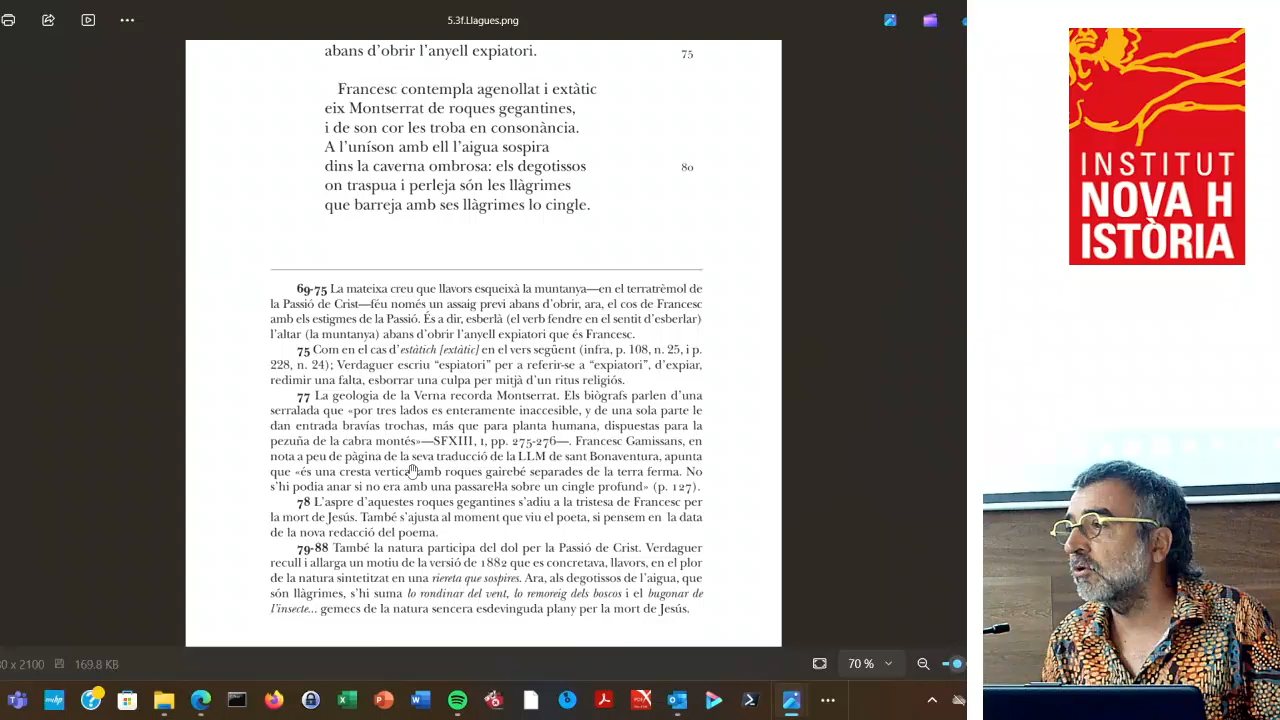 5.3f.Llagues.png
abans d’obrir l’anyell expiatori.
75
Francesc contempla agenollat i extàtic
eix Montserrat de roques gegantines,
i de son cor les troba en consonància.
A l’uníson amb ell l’aigua sospira
dins la caverna ombrosa: els degotissos
80
on traspua i perleja són les llàgrimes
que barreja amb ses llàgrimes lo cingle.
69-75 La mateixa creu que llavors esqueixà la muntanya—en el terratrèmol de
la Passió de Crist—féu només un assaig previ abans d’obrir, ara, el cos de Francesc
amb els estigmes de la Passió. És a dir, esberlà (el verb fendre en el sentit d’esberlar)
l’altar (la muntanya) abans d’obrir l’anyell expiatori que és Francesc.
75 Com en el cas d’estàtich [extàtic] en el vers següent (infra, p. 108, n. 25, i p.
228, n. 24); Verdaguer escriu “espiatori” per a referir-se a “expiatori”, d’expiar,
redimir una falta, esborrar una culpa per mitjà d’un ritus religiós.
77 La geologia de la Verna recorda Montserrat. Els biògrafs parlen d’una
serralada que «por tres lados es enteramente inaccesible, y de una sola parte le
dan entrada bravías trochas, más que para planta humana, dispuestas para la
pezuña de la cabra montés»—SFXIII, 1, pp. 275-276—. Francesc Gamissans, en
nota a peu de pàgina de la seva traducció de la LLM de sant Bonaventura, apunta
que «és una cresta vertical amb roques gairebé separades de la terra ferma. No
s’hi podia anar si no era amb una passarel·la sobre un cingle profund» (p. 127).
78 L’aspre d’aquestes roques gegantines s’adiu a la tristesa de Francesc per
la mort de Jesús. També s’ajusta al moment que viu el poeta, si pensem en la data
de la nova redacció del poema.
79-88 També la natura participa del dol per la Passió de Crist. Verdaguer
recull i allarga un motiu de la versió de 1882 que es concretava, llavors, en el plor
de la natura sintetitzat en una riereta que sospires. Ara, als degotissos de l’aigua, que
són llàgrimes, s’hi suma lo rondinar del vent, lo remoreig dels boscos i el bugonar de
l’insecte... gemecs de la natura sencera esdevinguda plany per la mort de Jesús.
x 2100
169.8 KB
70 %
INSTITUT
NOVA H
ISTÒRIA